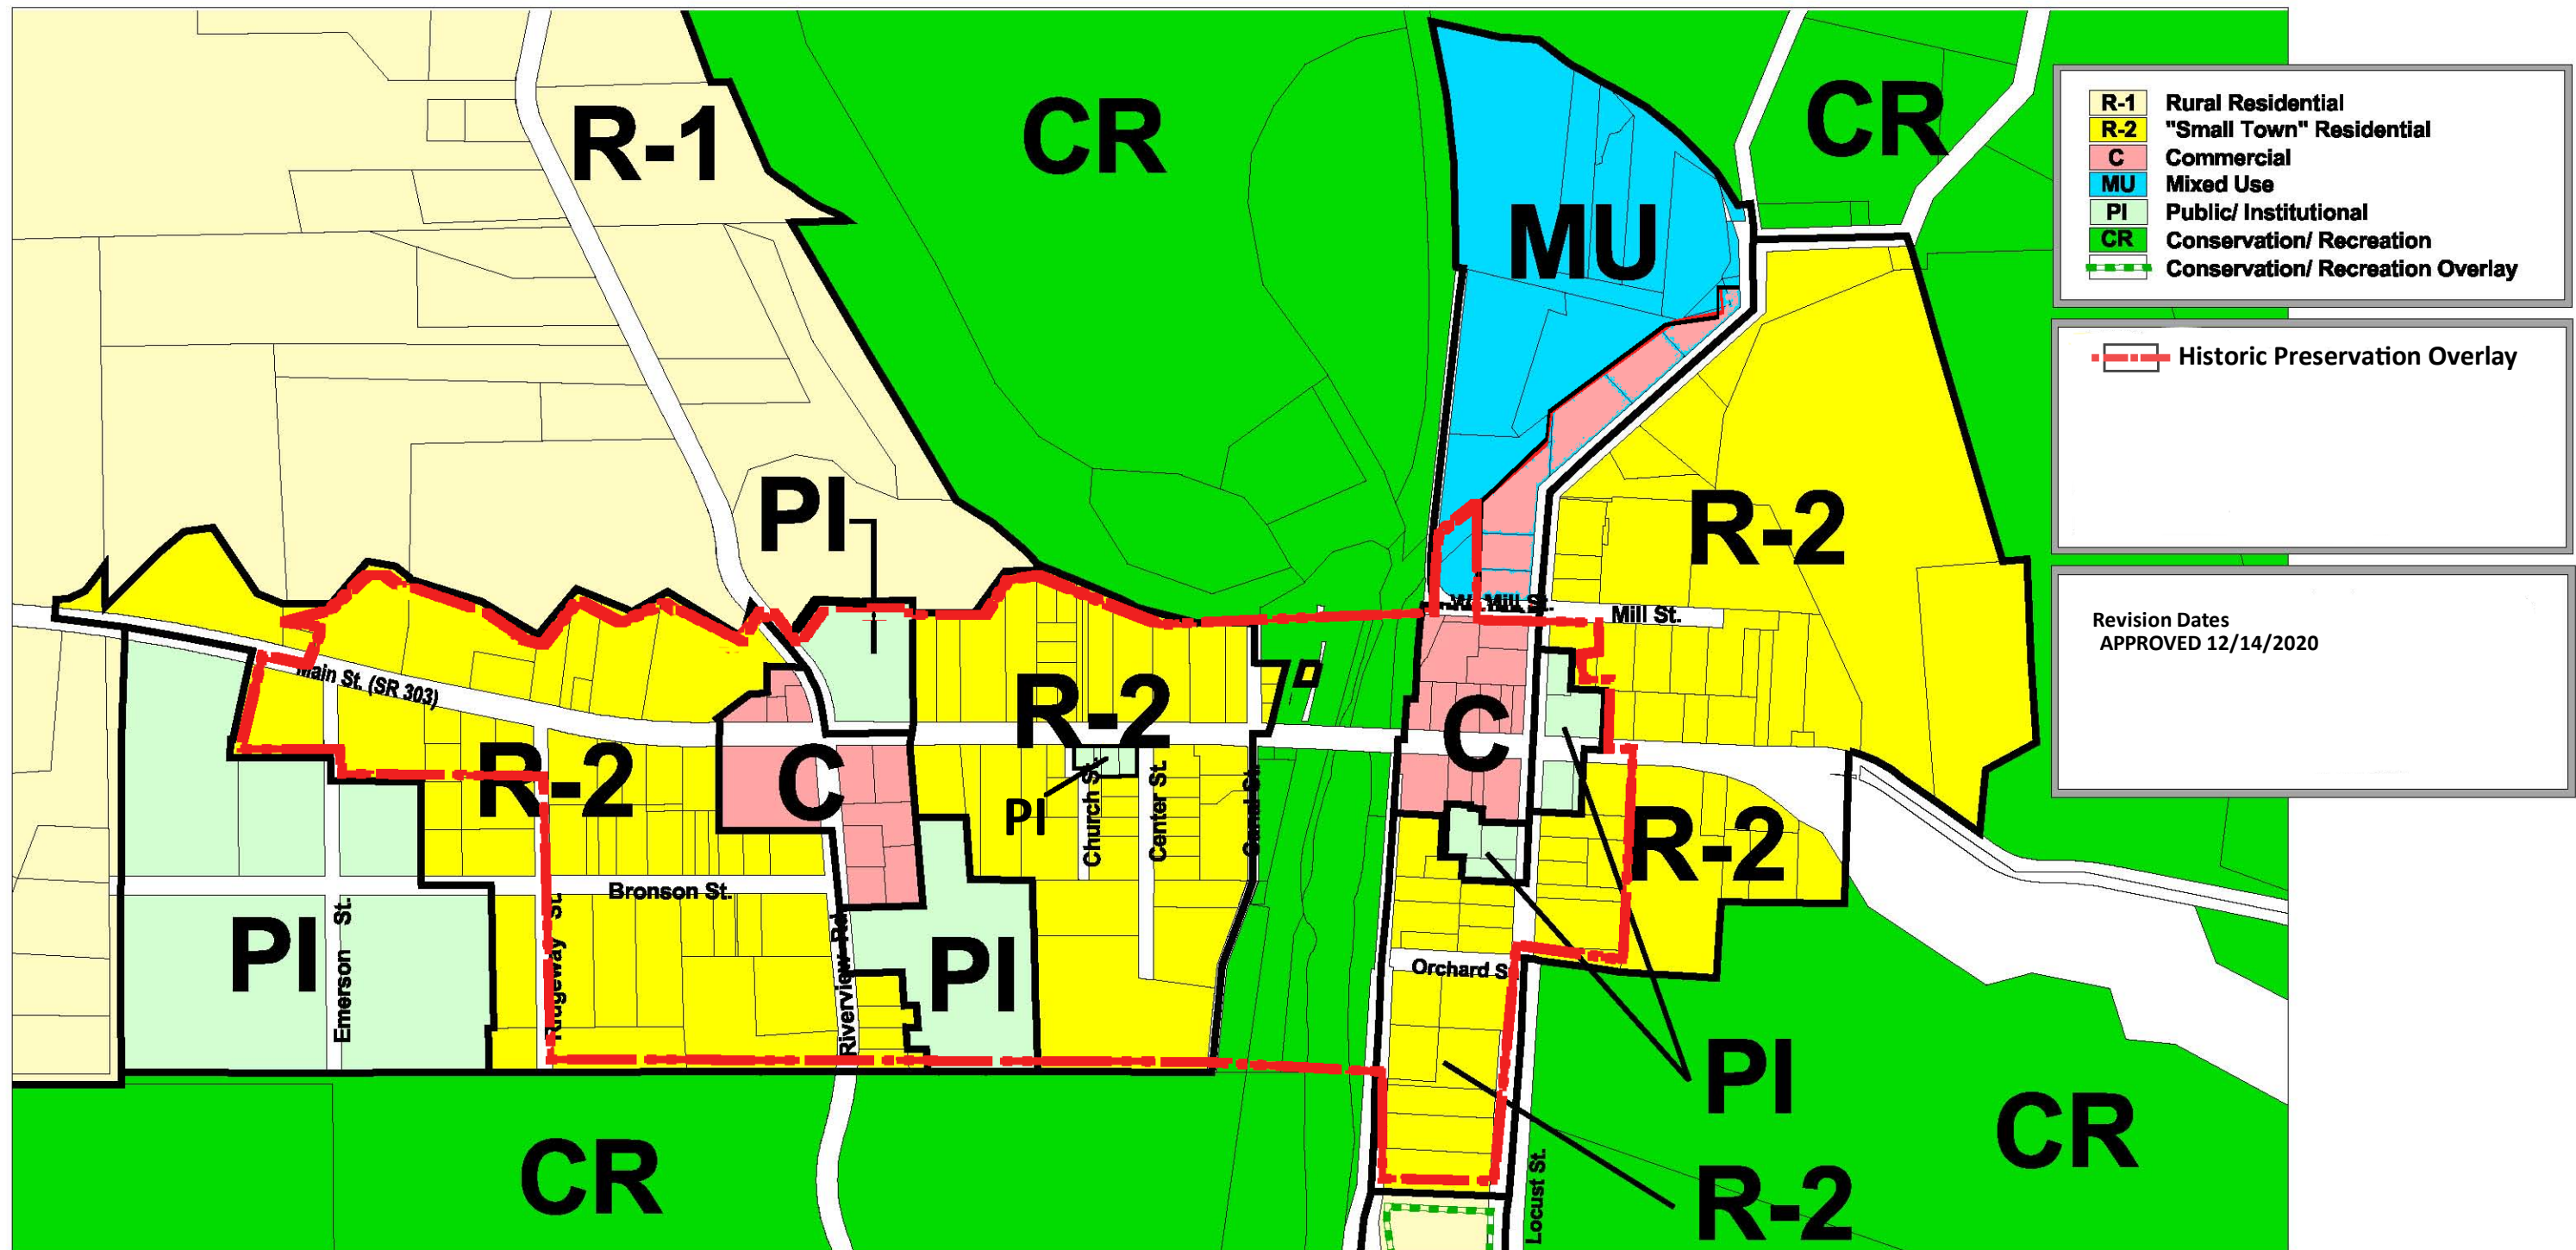 R-1
CR
CR
MU
R-1 Rural Residential
R-2 "Small Town" Residential
C Commercial
MU Mixed Use
PI Public/ Institutional
CR Conservation/ Recreation
Conservation/ Recreation Overlay
Historic Preservation Overlay
Revision Dates
APPROVED 12/14/2020
PI
R-2
W. Mill St.
Mill St.
Main St. (SR 303)
R-2
C
R-2
C
PI
Church St.
Center St.
Canal St.
R-2
Bronson St.
PI
Emerson St.
Ridgeway St.
Riverview Rd.
PI
Orchard S
PI
CR
CR
R-2
Locust St.